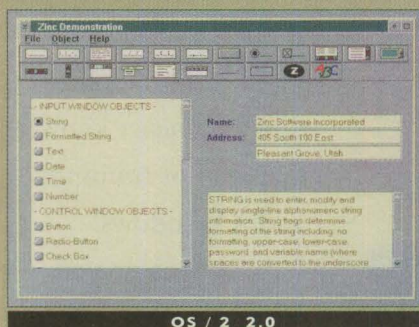 Zinc Demonstration
File Object Help
Z
ABC
- INPUT WINDOW OBJECTS -
String
Formatted String
Text
Date
Time
Number
- CONTROL WINDOW OBJECTS -
Button
Radio-Button
Check Box
Name: Zinc Software Incorporated
Address: 405 South 100 East
Pleasant Grove, Utah
STRING is used to enter, modify and
display single-line alphanumeric string
information. String flags determine
formatting of the string including: no
formatting, upper-case, lower-case
password, and variable name (where
spaces are converted to the underscore
OS / 2 2.0